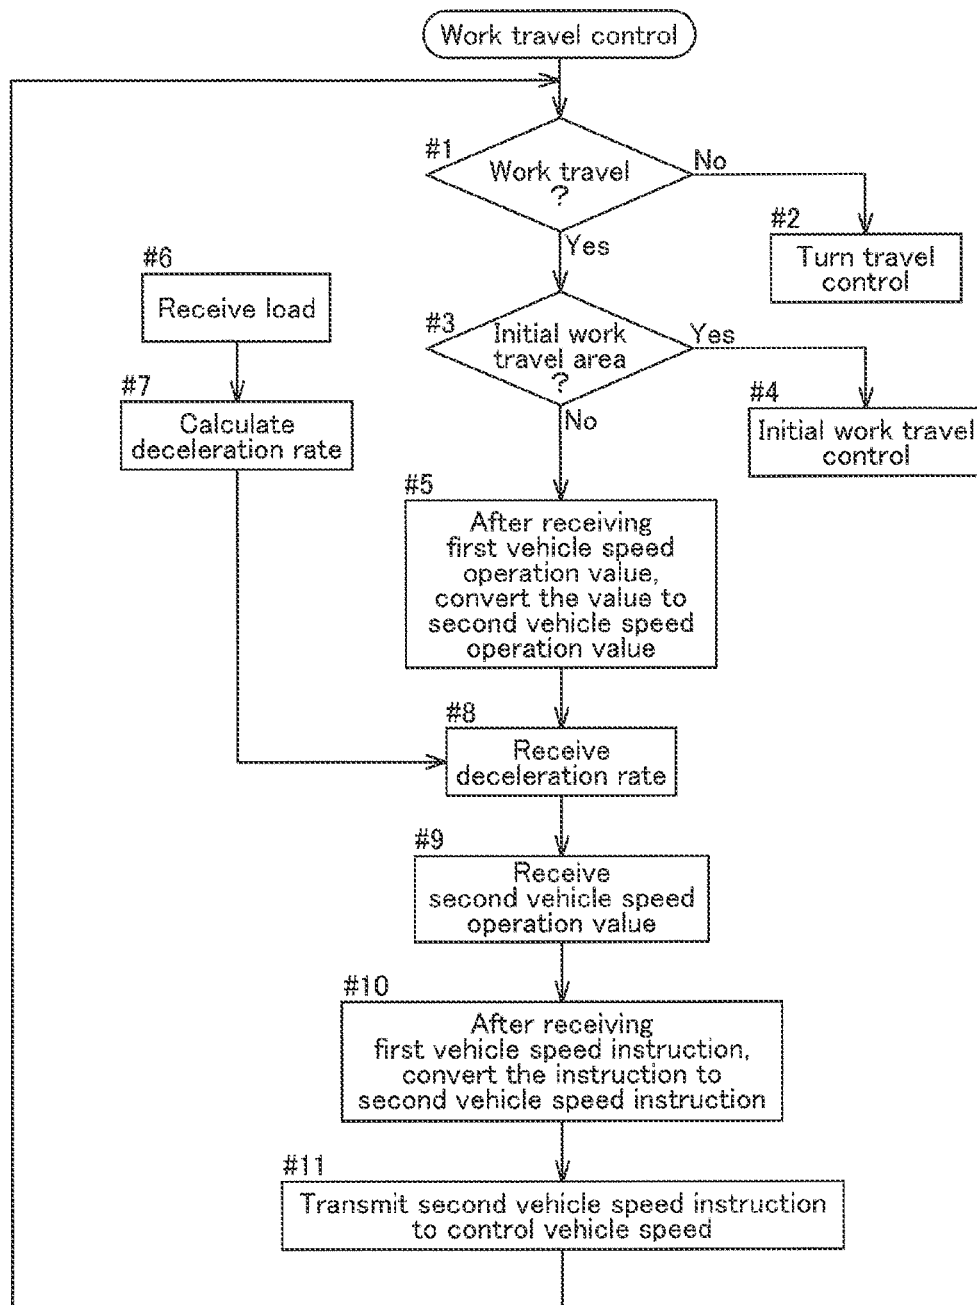 Work travel control
#1
Work travel
?
No
#2
Turn travel
control
Yes
#3
Initial work
travel area
?
Yes
#4
Initial work travel
control
No
#6
Receive load
#7
Calculate
deceleration rate
#5
After receiving
first vehicle speed
operation value,
convert the value to
second vehicle speed
operation value
#8
Receive
deceleration rate
#9
Receive
second vehicle speed
operation value
#10
After receiving
first vehicle speed instruction,
convert the instruction to
second vehicle speed instruction
#11
Transmit second vehicle speed instruction
to control vehicle speed